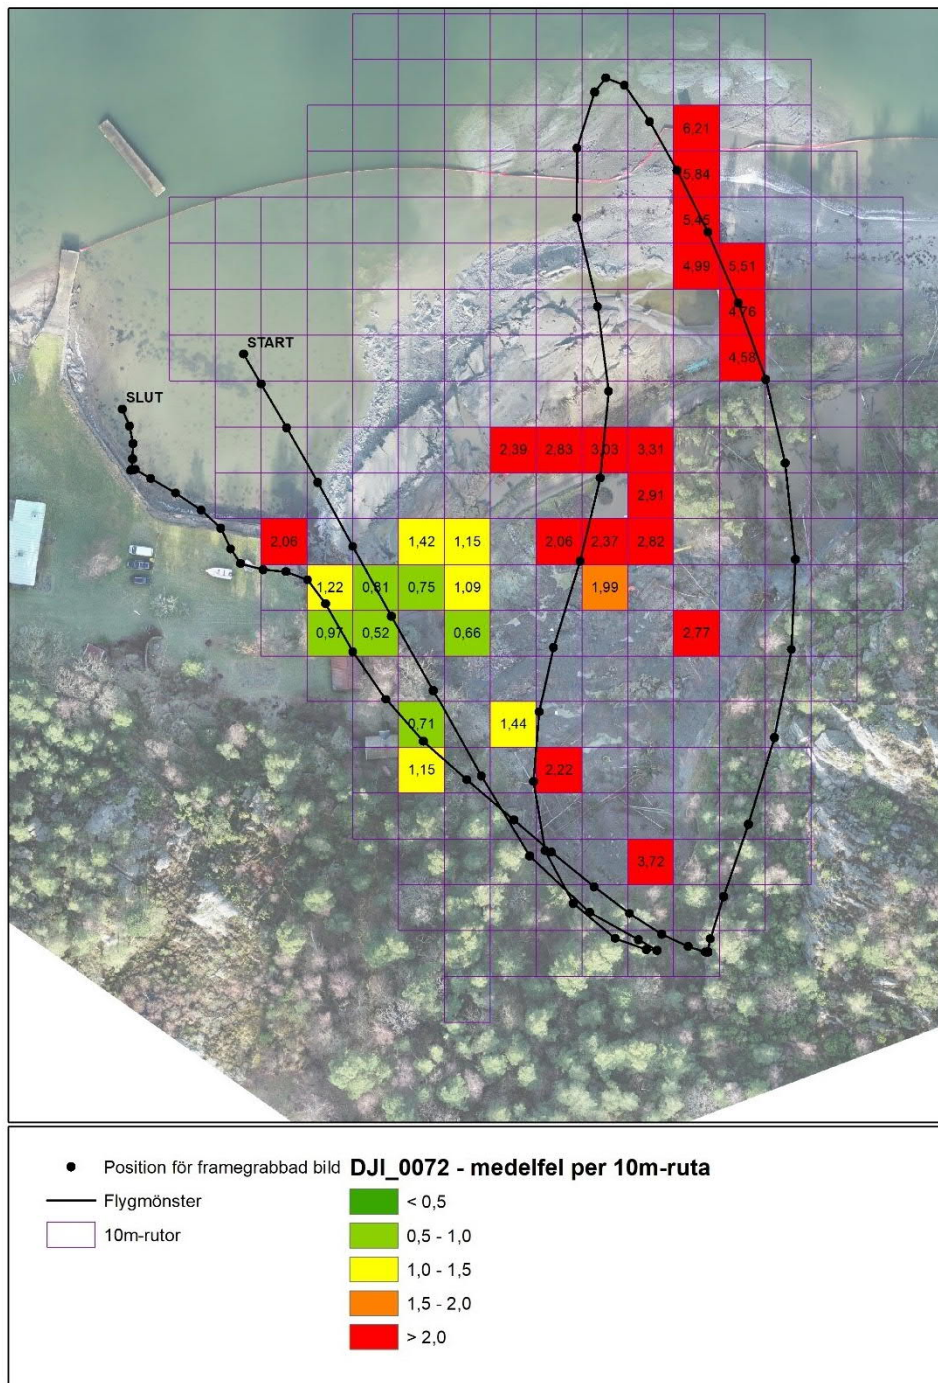 6,21
5,84
5,45
4,99 5,51
4,76
START
4,58
SLUT
2,39 2,83 3,03 3,31
2,91
2,06 1,42 1,15 2,06 2,37 2,82
1,22 0,81 0,75 1,09 1,99
0,97 0,52 0,66 2,77
0,71 1,44
1,15 2,22
3,72
Position för framegrabbad bild DJI_0072 - medelfel per 10m-ruta
Flygmönster < 0,5
10m-rutor 0,5 - 1,0
1,0 - 1,5
1,5 - 2,0
> 2,0